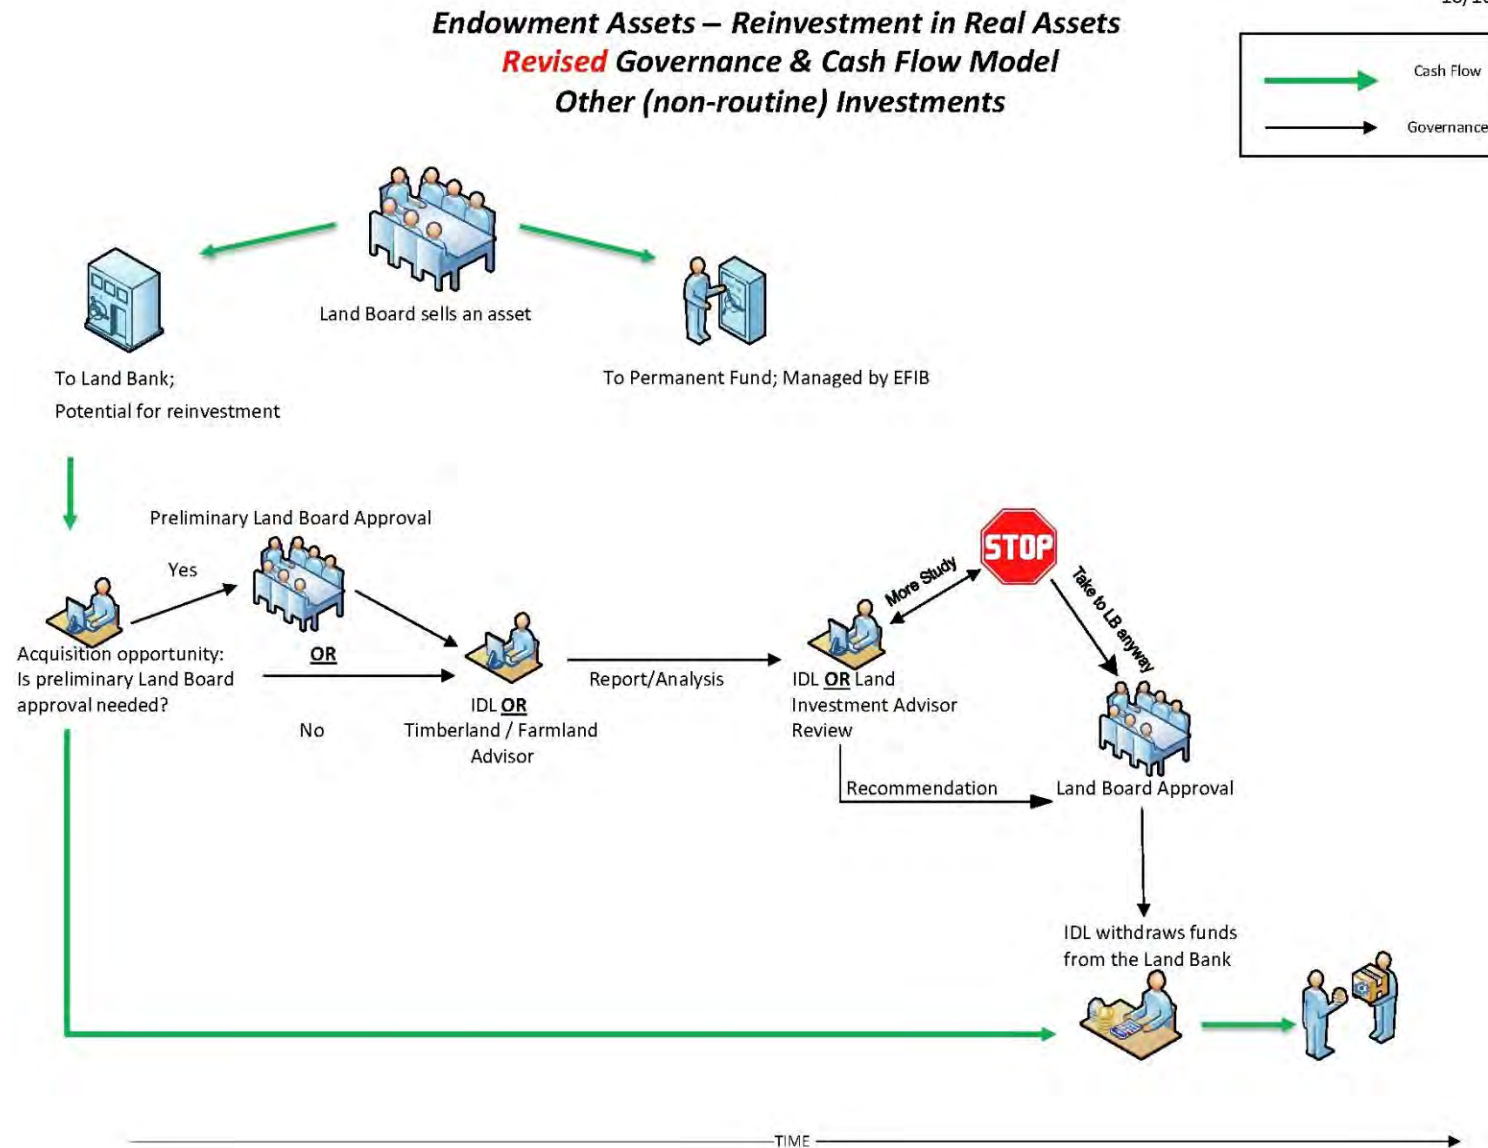 Endowment Assets – Reinvestment in Real Assets
Revised Governance & Cash Flow Model
Other (non-routine) Investments
Cash Flow
Governance
Land Board sells an asset
To Land Bank;
Potential for reinvestment
To Permanent Fund; Managed by EFIB
Preliminary Land Board Approval
Yes
Acquisition opportunity:
Is preliminary Land Board
approval needed?
OR
No
IDL OR
Timberland / Farmland
Advisor
Report/Analysis
IDL OR Land
Investment Advisor
Review
More Study
STOP
Take to LB anyway
Recommendation
Land Board Approval
IDL withdraws funds
from the Land Bank
TIME